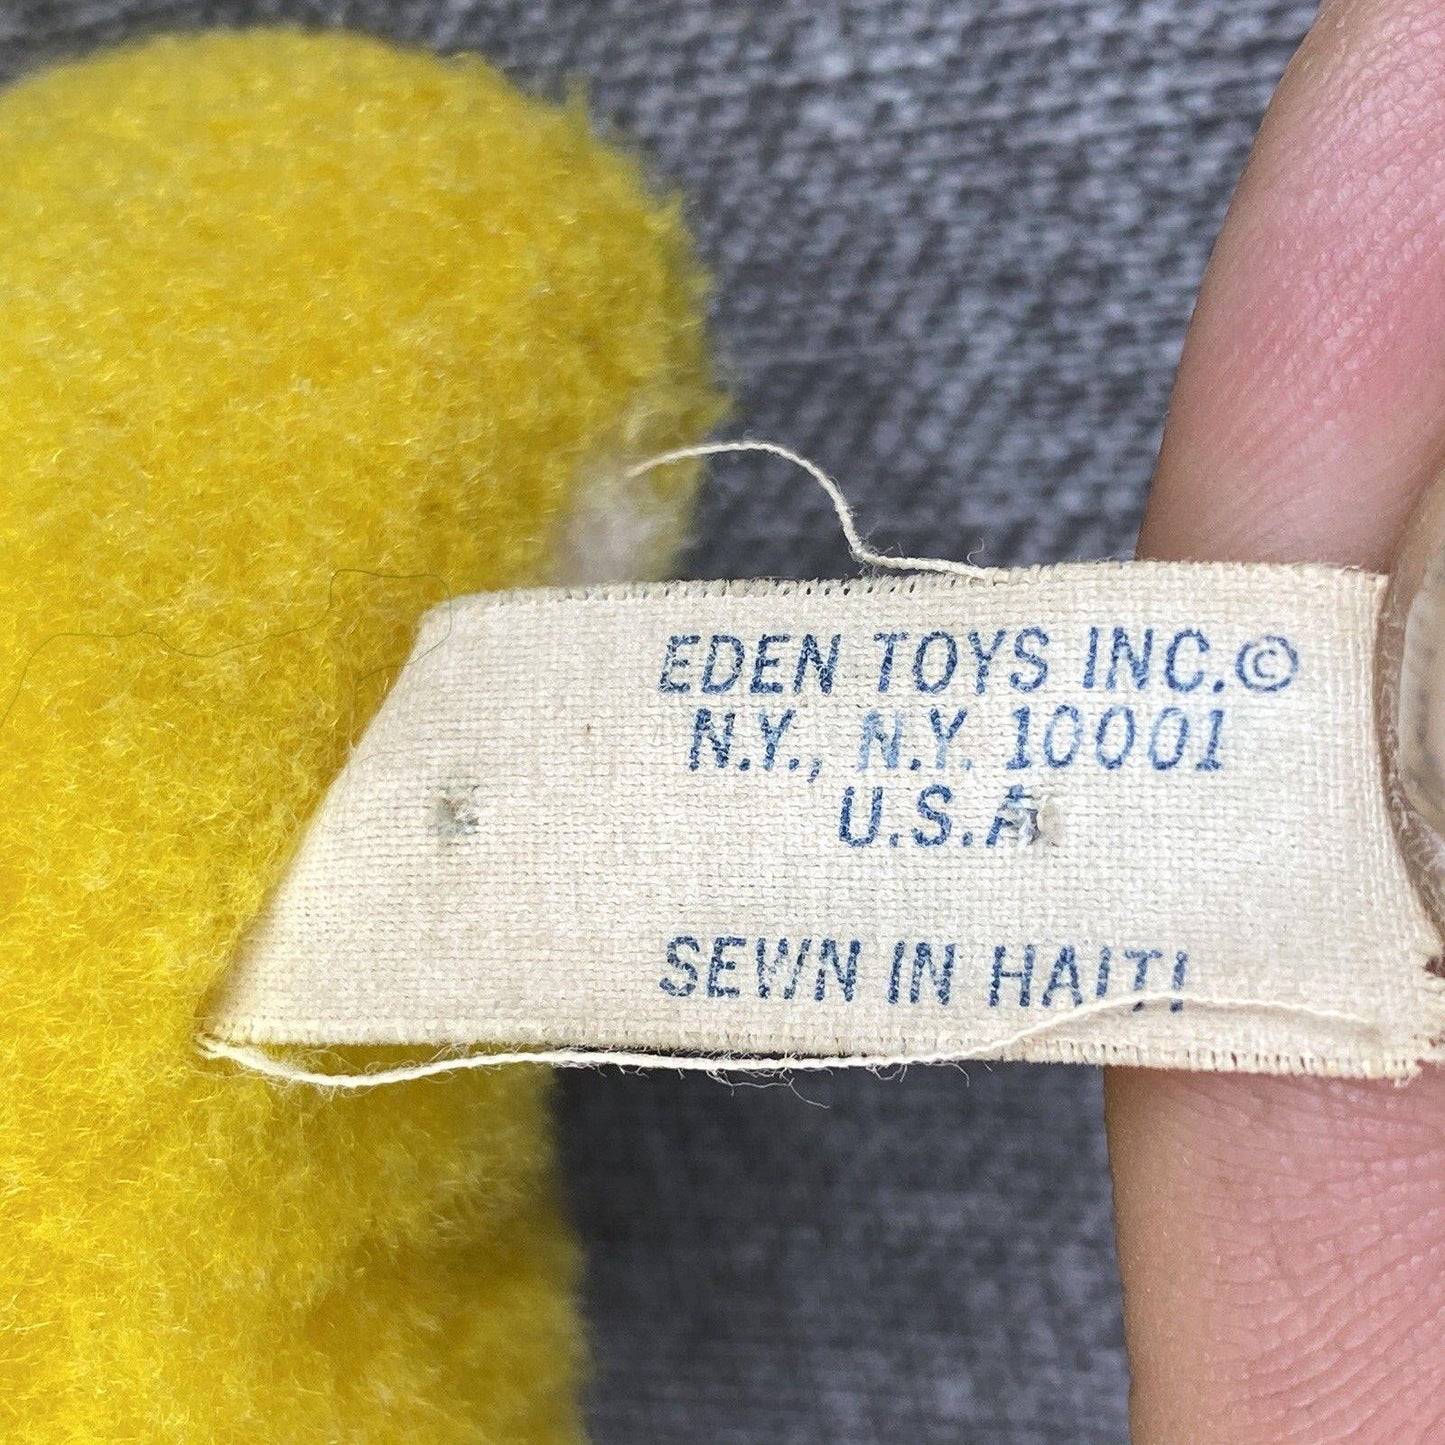 EDEN TOYS INC.©
N.Y., N.Y. 10001
U.S.A
SEWN IN HAITI